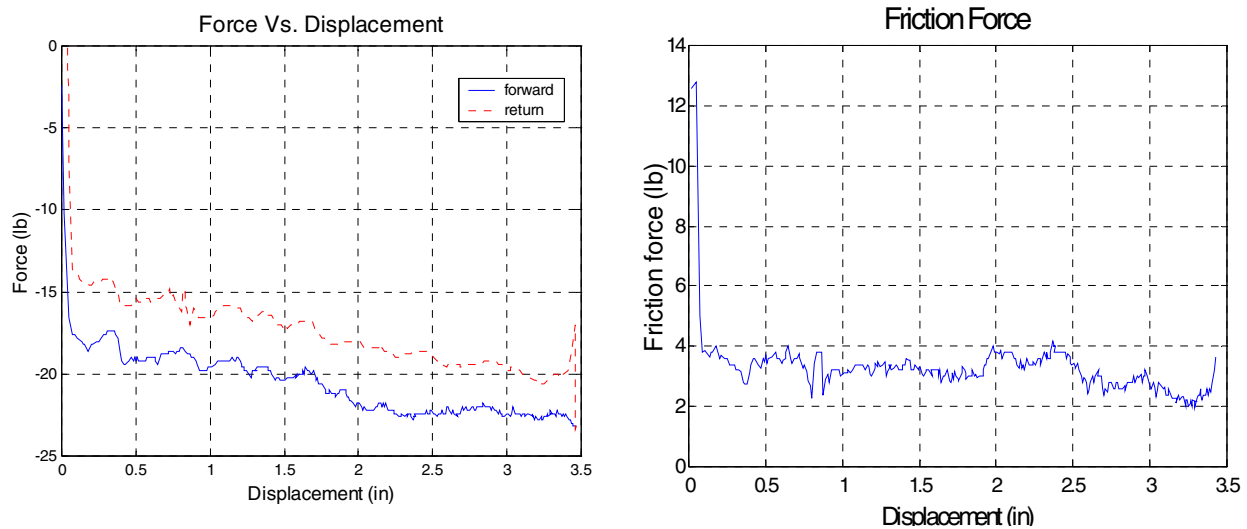 Force Vs. Displacement
0
-5
-10
-15
-20
-25
Force (lb)
forward
return
0 0.5 1 1.5 2 2.5 3 3.5
Displacement (in)
Friction Force
14
12
10
8
6
4
2
0
Friction force (lb)
0 0.5 1 1.5 2 2.5 3 3.5
Displacement (in)